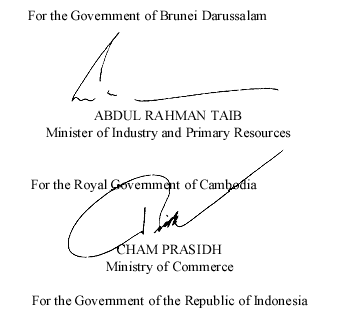 For the Government of Brunei Darussalam
ABDUL RAHMAN TAIB
Minister of Industry and Primary Resources
For the Royal Government of Cambodia
CHAM PRASIDH
Ministry of Commerce
For the Government of the Republic of Indonesia